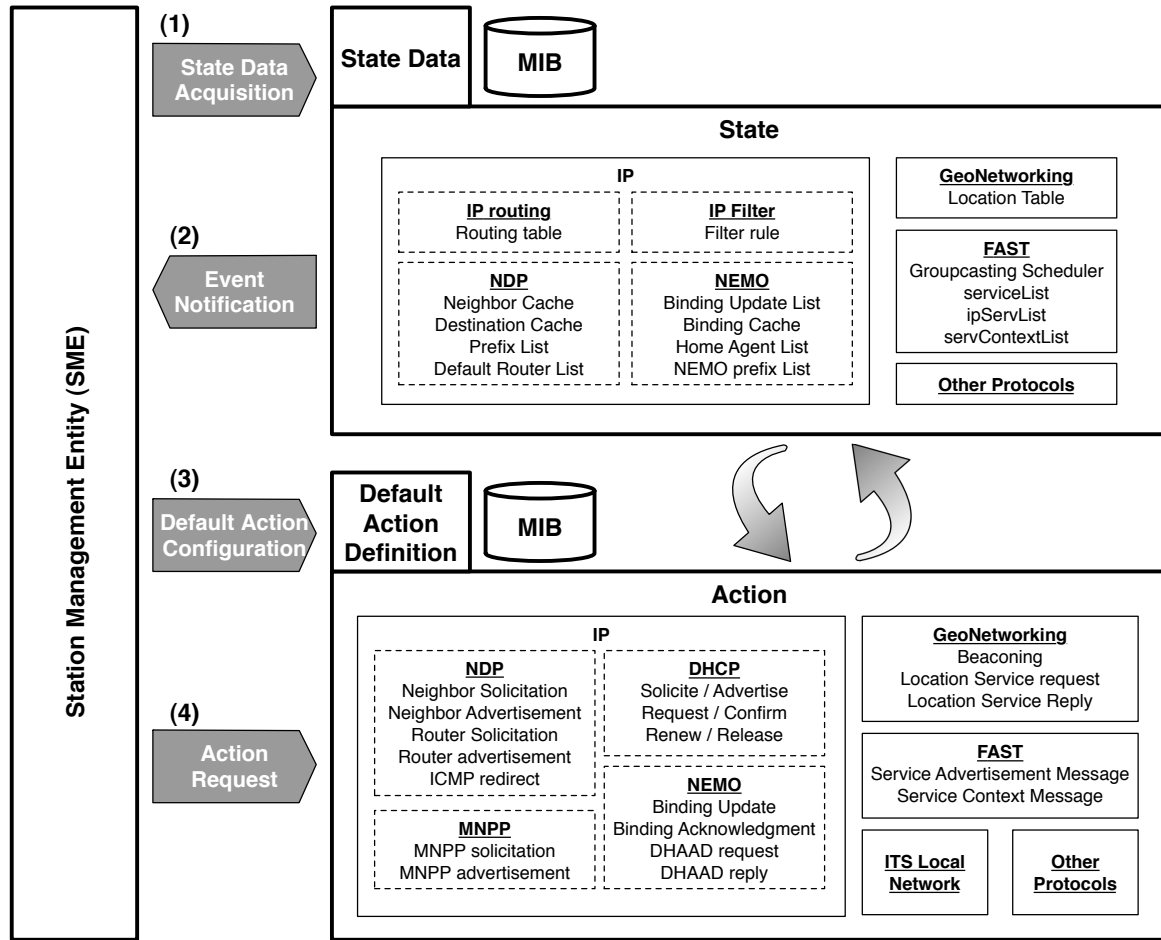 Station Management Entity (SME)
(1)
State Data
Acquisition
(2)
Event
Notification
(3)
Default Action
Configuration
(4)
Action
Request
State Data
MIB
State
IP
IP routing
Routing table
IP Filter
Filter rule
NDP
Neighbor Cache
Destination Cache
Prefix List
Default Router List
NEMO
Binding Update List
Binding Cache
Home Agent List
NEMO prefix List
GeoNetworking
Location Table
FAST
Groupcasting Scheduler
serviceList
ipServList
servContextList
Other Protocols
Default
Action
Definition
MIB
Action
IP
NDP
Neighbor Solicitation
Neighbor Advertisement
Router Solicitation
Router advertisement
ICMP redirect
MNPP
MNPP solicitation
MNPP advertisement
DHCP
Solicite / Advertise
Request / Confirm
Renew / Release
NEMO
Binding Update
Binding Acknowledgment
DHAAD request
DHAAD reply
GeoNetworking
Beaconing
Location Service request
Location Service Reply
FAST
Service Advertisement Message
Service Context Message
ITS Local
Network
Other
Protocols